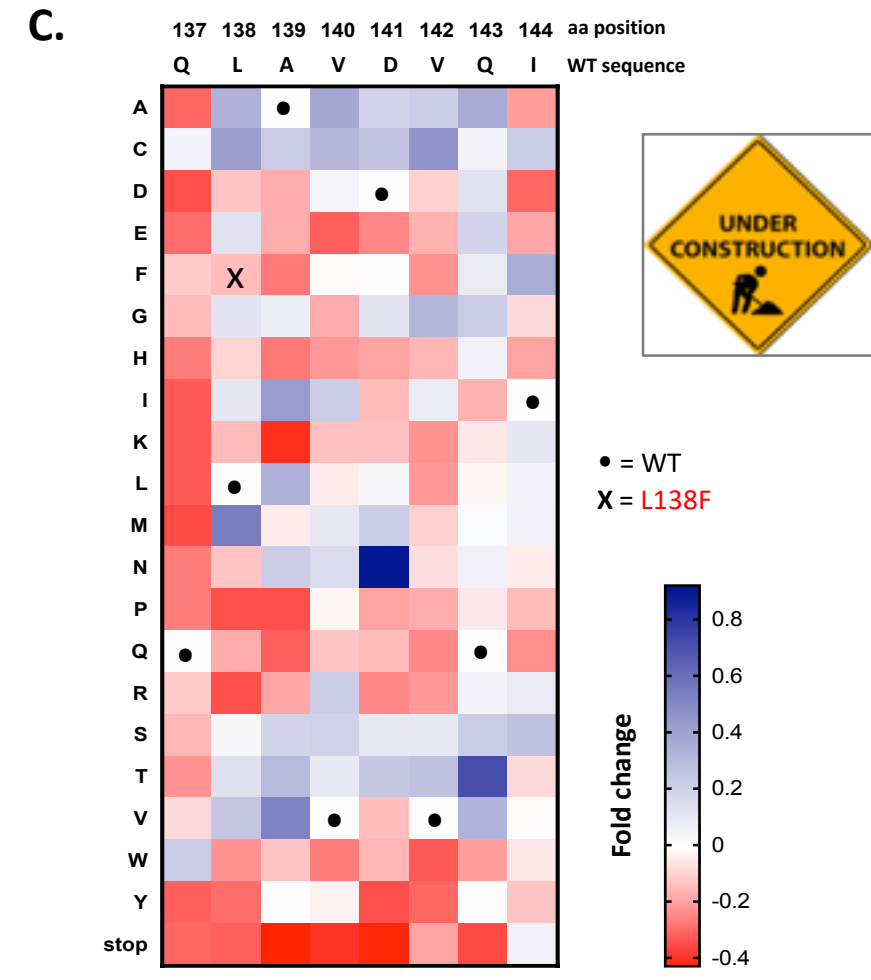 C.
137 138 139 140 141 142 143 144 aa position
Q L A V D V Q I WT sequence
A
C
D
E
F X
G
H
I
K
L
M
N
P
Q
R
S
T
V
W
Y
stop
UNDER
CONSTRUCTION
• = WT
X = L138F
Fold change
0.8
0.6
0.4
0.2
0
-0.2
-0.4